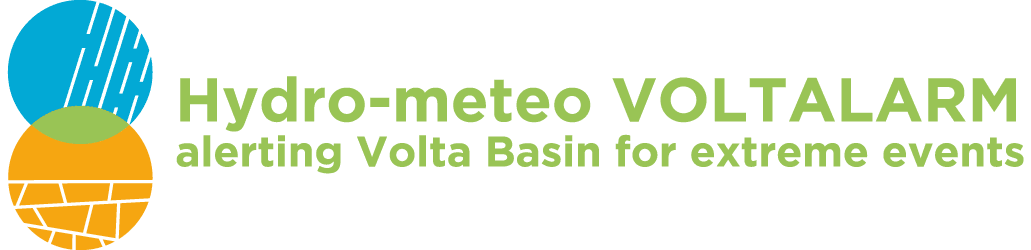 Hydro-meteo VOLTALARM
alerting Volta Basin for extreme events